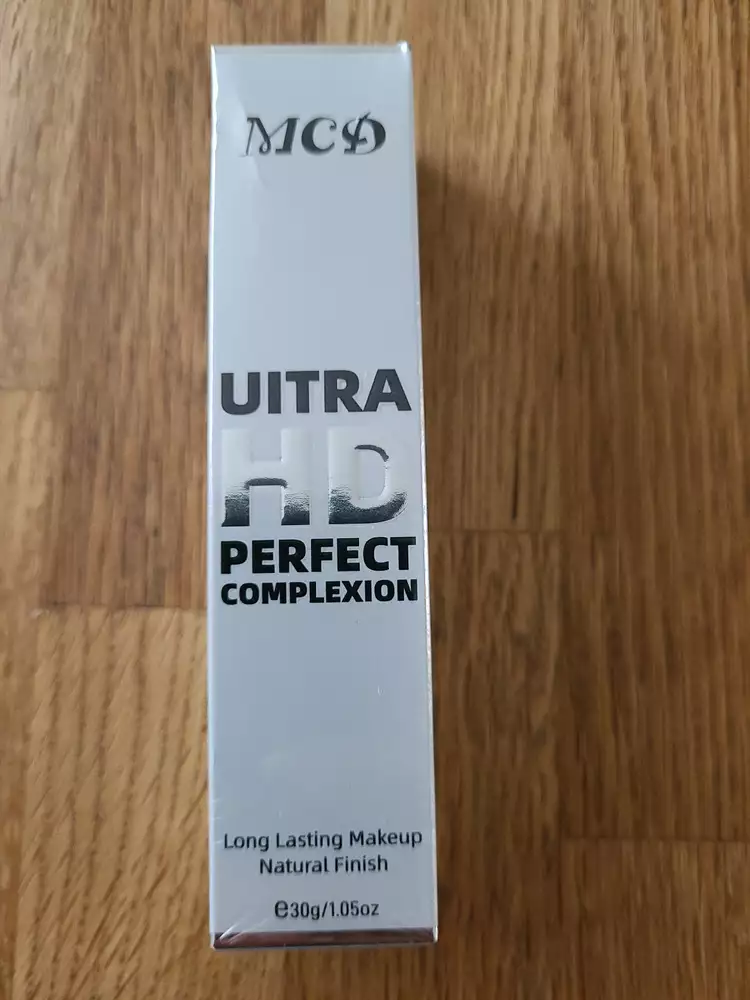 MCD
UITRA
HD
PERFECT
COMPLEXION
Long Lasting Makeup
Natural Finish
℮30g/1.05oz